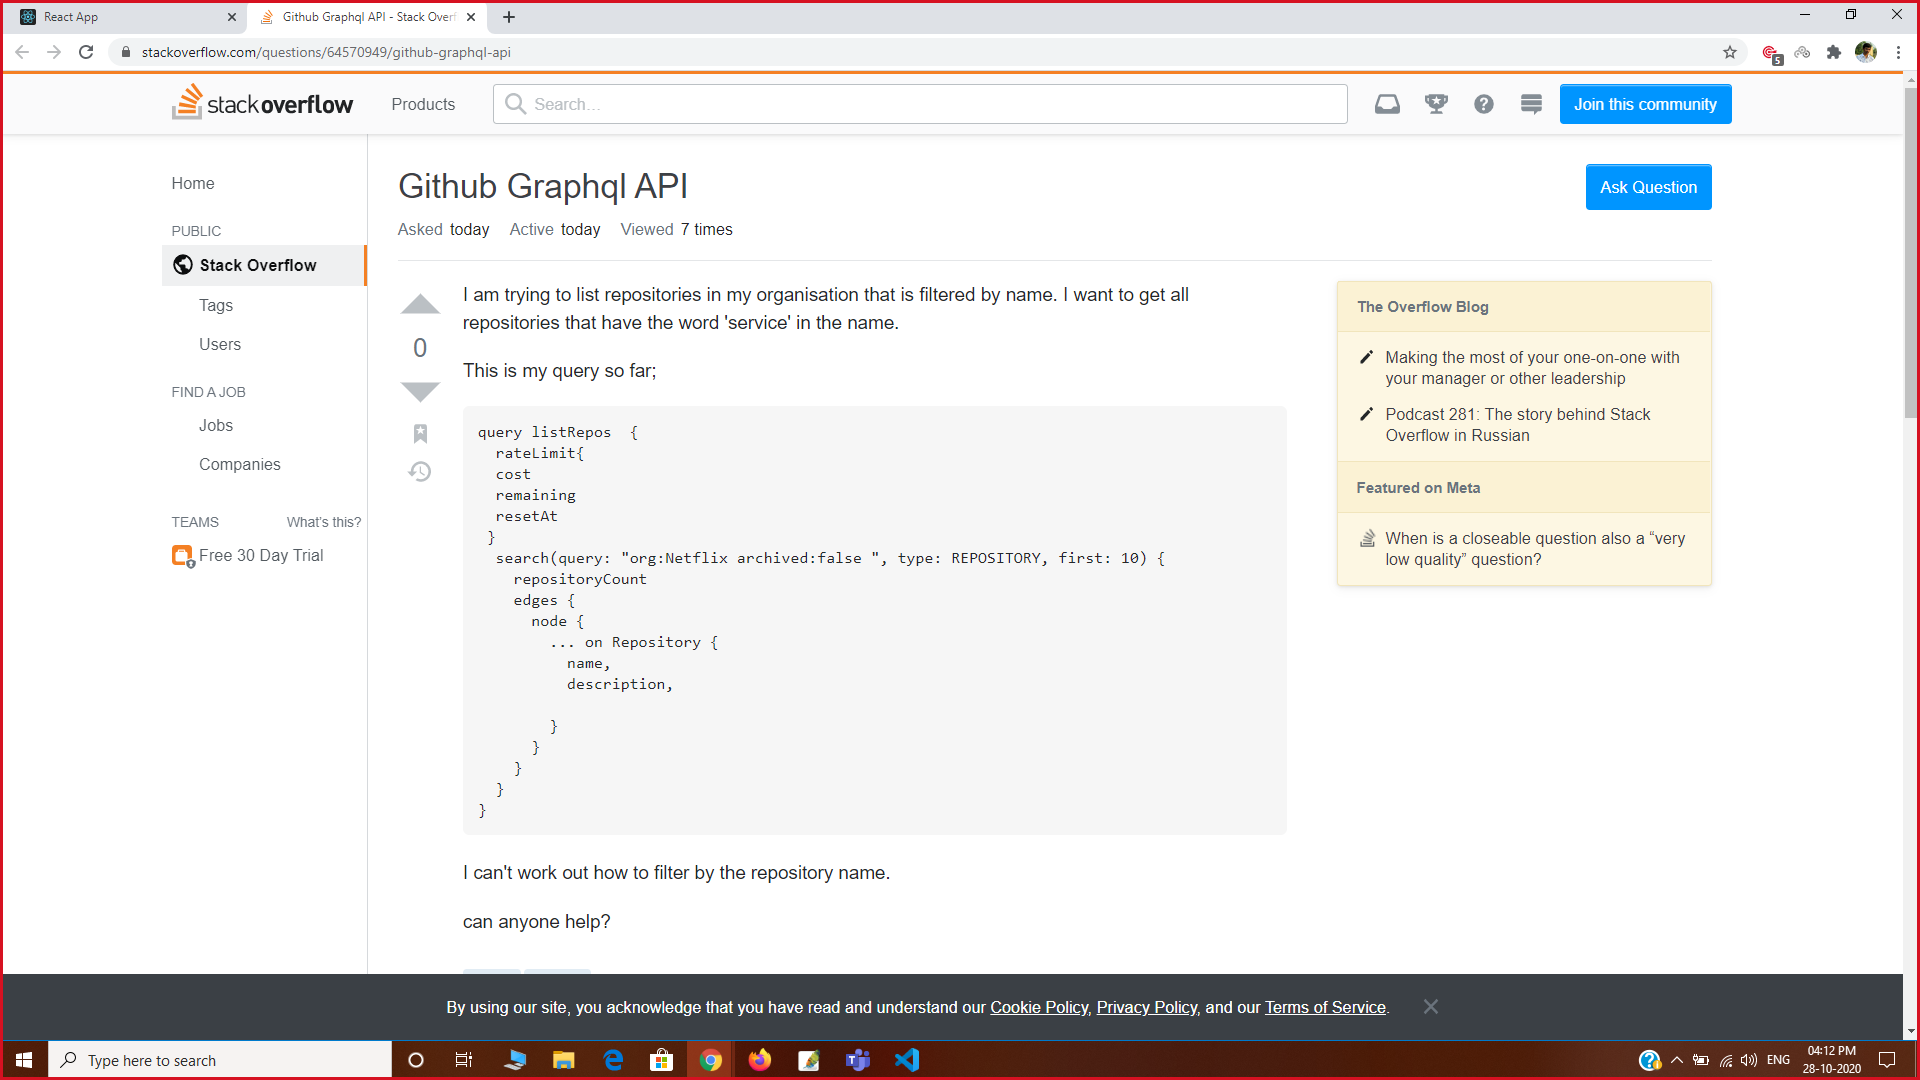 React App
Github Graphql API - Stack Overf
stackoverflow.com/questions/64570949/github-graphql-api
5
stackoverflow
Products
Search...
Join this community
Home
PUBLIC
Stack Overflow
Tags
Users
FIND A JOB
Jobs
Companies
TEAMS
What's this?
Free 30 Day Trial
Github Graphql API
Ask Question
Asked today Active today Viewed 7 times
0
I am trying to list repositories in my organisation that is filtered by name. I want to get all
repositories that have the word 'service' in the name.
This is my query so far;
query listRepos  {
  rateLimit{
  cost
  remaining
  resetAt
 }
  search(query: "org:Netflix archived:false ", type: REPOSITORY, first: 10) {
    repositoryCount
    edges {
      node {
        ... on Repository {
          name,
          description,
        }
      }
    }
  }
}
I can't work out how to filter by the repository name.
can anyone help?
The Overflow Blog
Making the most of your one-on-one with
your manager or other leadership
Podcast 281: The story behind Stack
Overflow in Russian
Featured on Meta
When is a closeable question also a “very
low quality” question?
By using our site, you acknowledge that you have read and understand our Cookie Policy, Privacy Policy, and our Terms of Service.
Type here to search
ENG
04:12 PM
28-10-2020